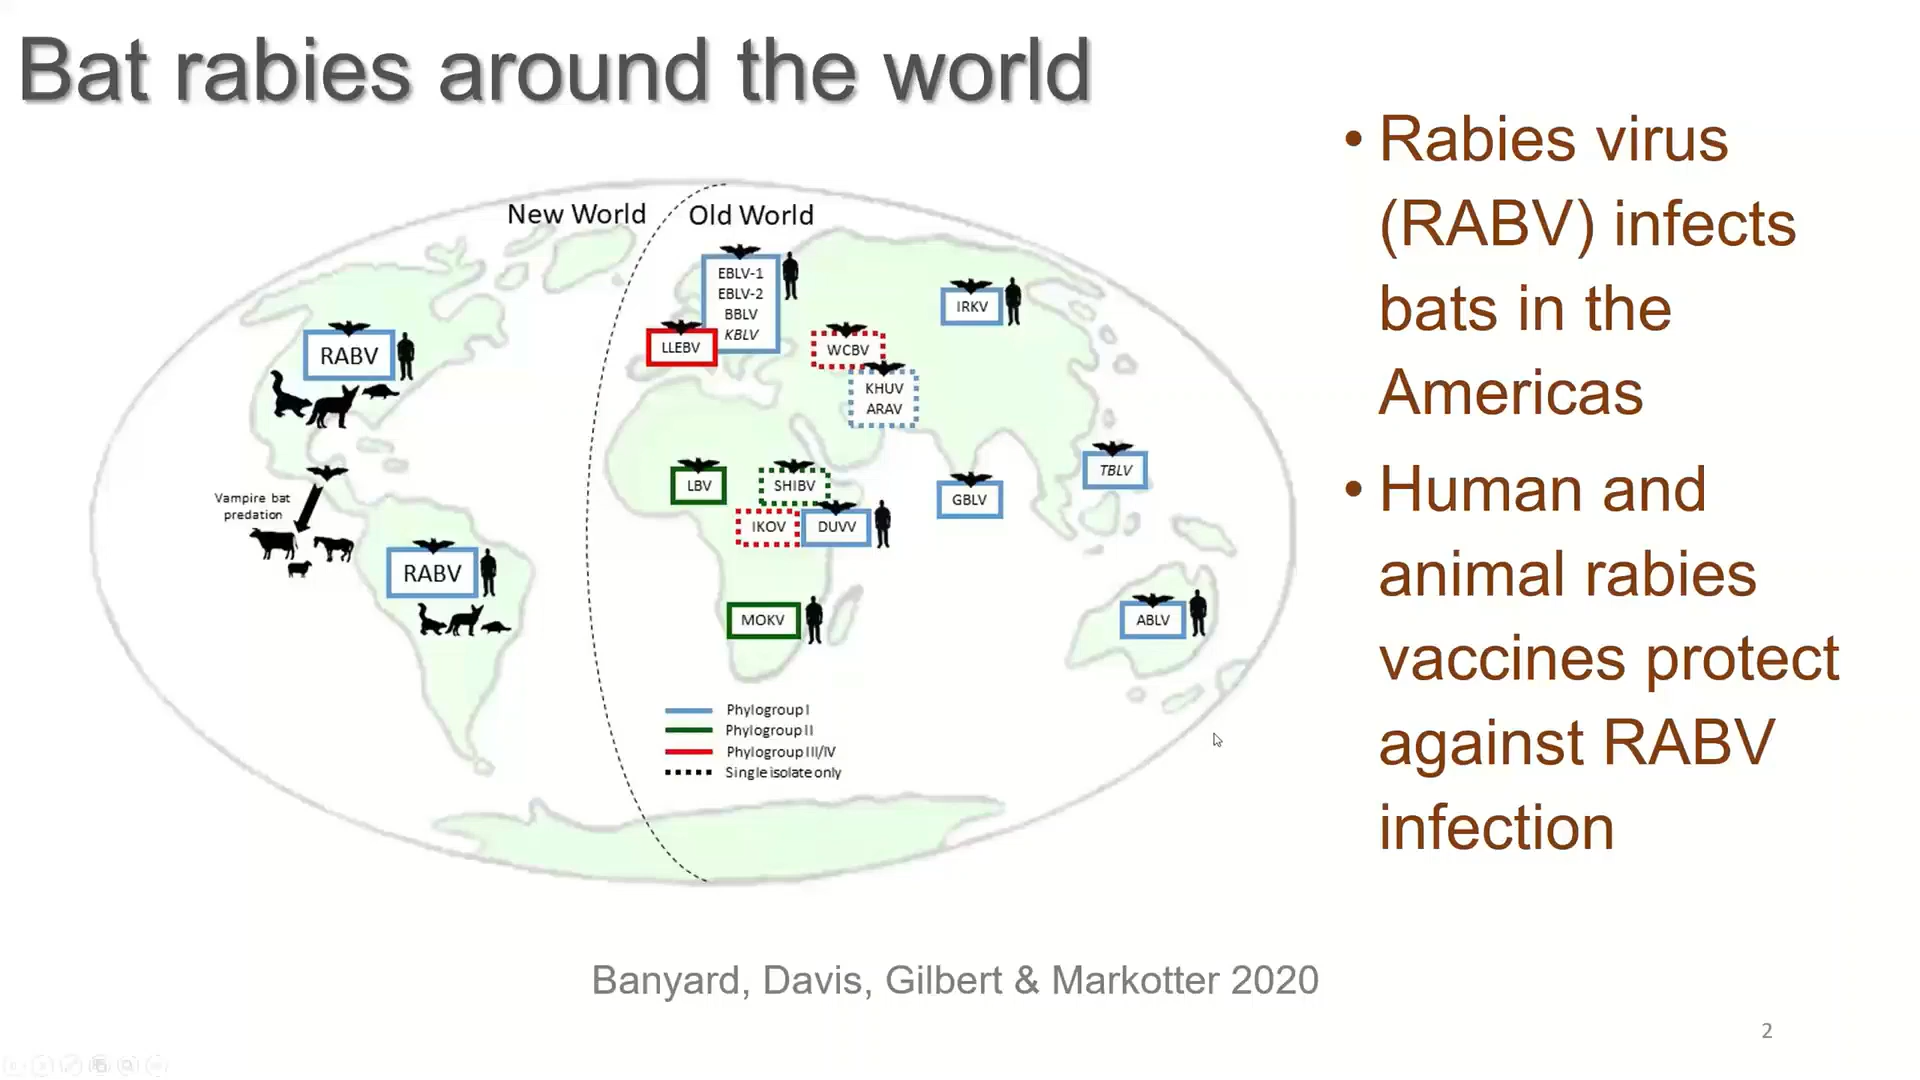 Bat rabies around the world
New World
Old World
EBLV-1
EBLV-2
BBLV
KBLV
LLEBV
WCBV
KHUV
ARAV
IRKV
RABV
Vampire bat
predation
RABV
LBV
SHIBV
IKOV
DUVV
MOKV
GBLV
TBLV
ABLV
Phylogroup I
Phylogroup II
Phylogroup III/IV
Single isolate only
• Rabies virus
(RABV) infects
bats in the
Americas
• Human and
animal rabies
vaccines protect
against RABV
infection
Banyard, Davis, Gilbert & Markotter 2020
2